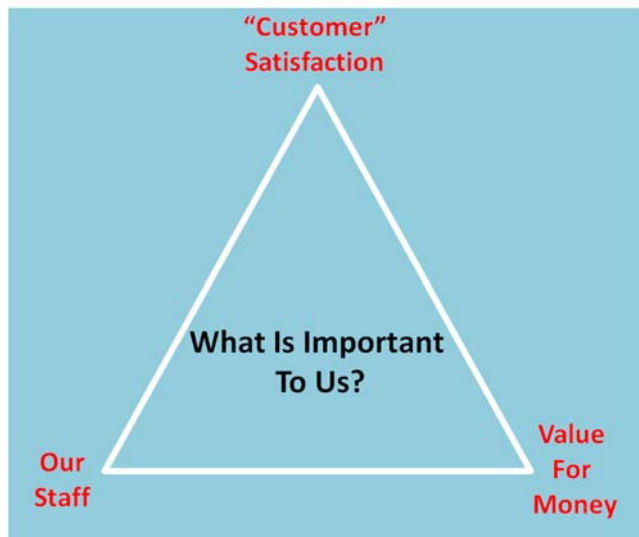 “Customer”
Satisfaction
What Is Important
To Us?
Our
Staff
Value
For
Money